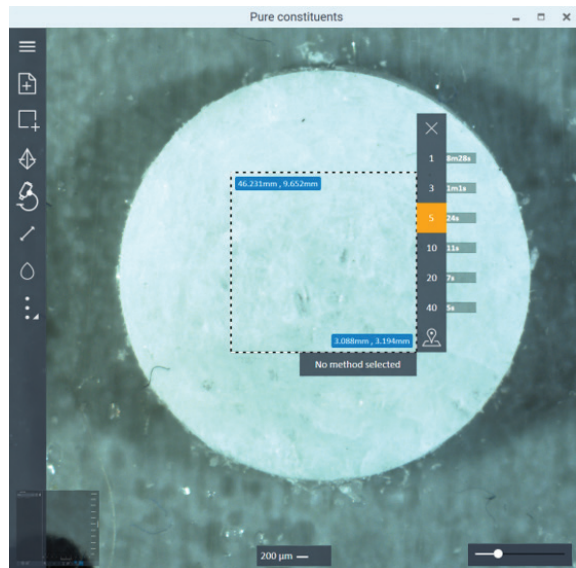 Pure constituents
46.231mm , 9.652mm
1 8m28s
3 1m1s
5 24s
10 11s
20 7s
40 5s
3.088mm , 3.194mm
No method selected
200 µm